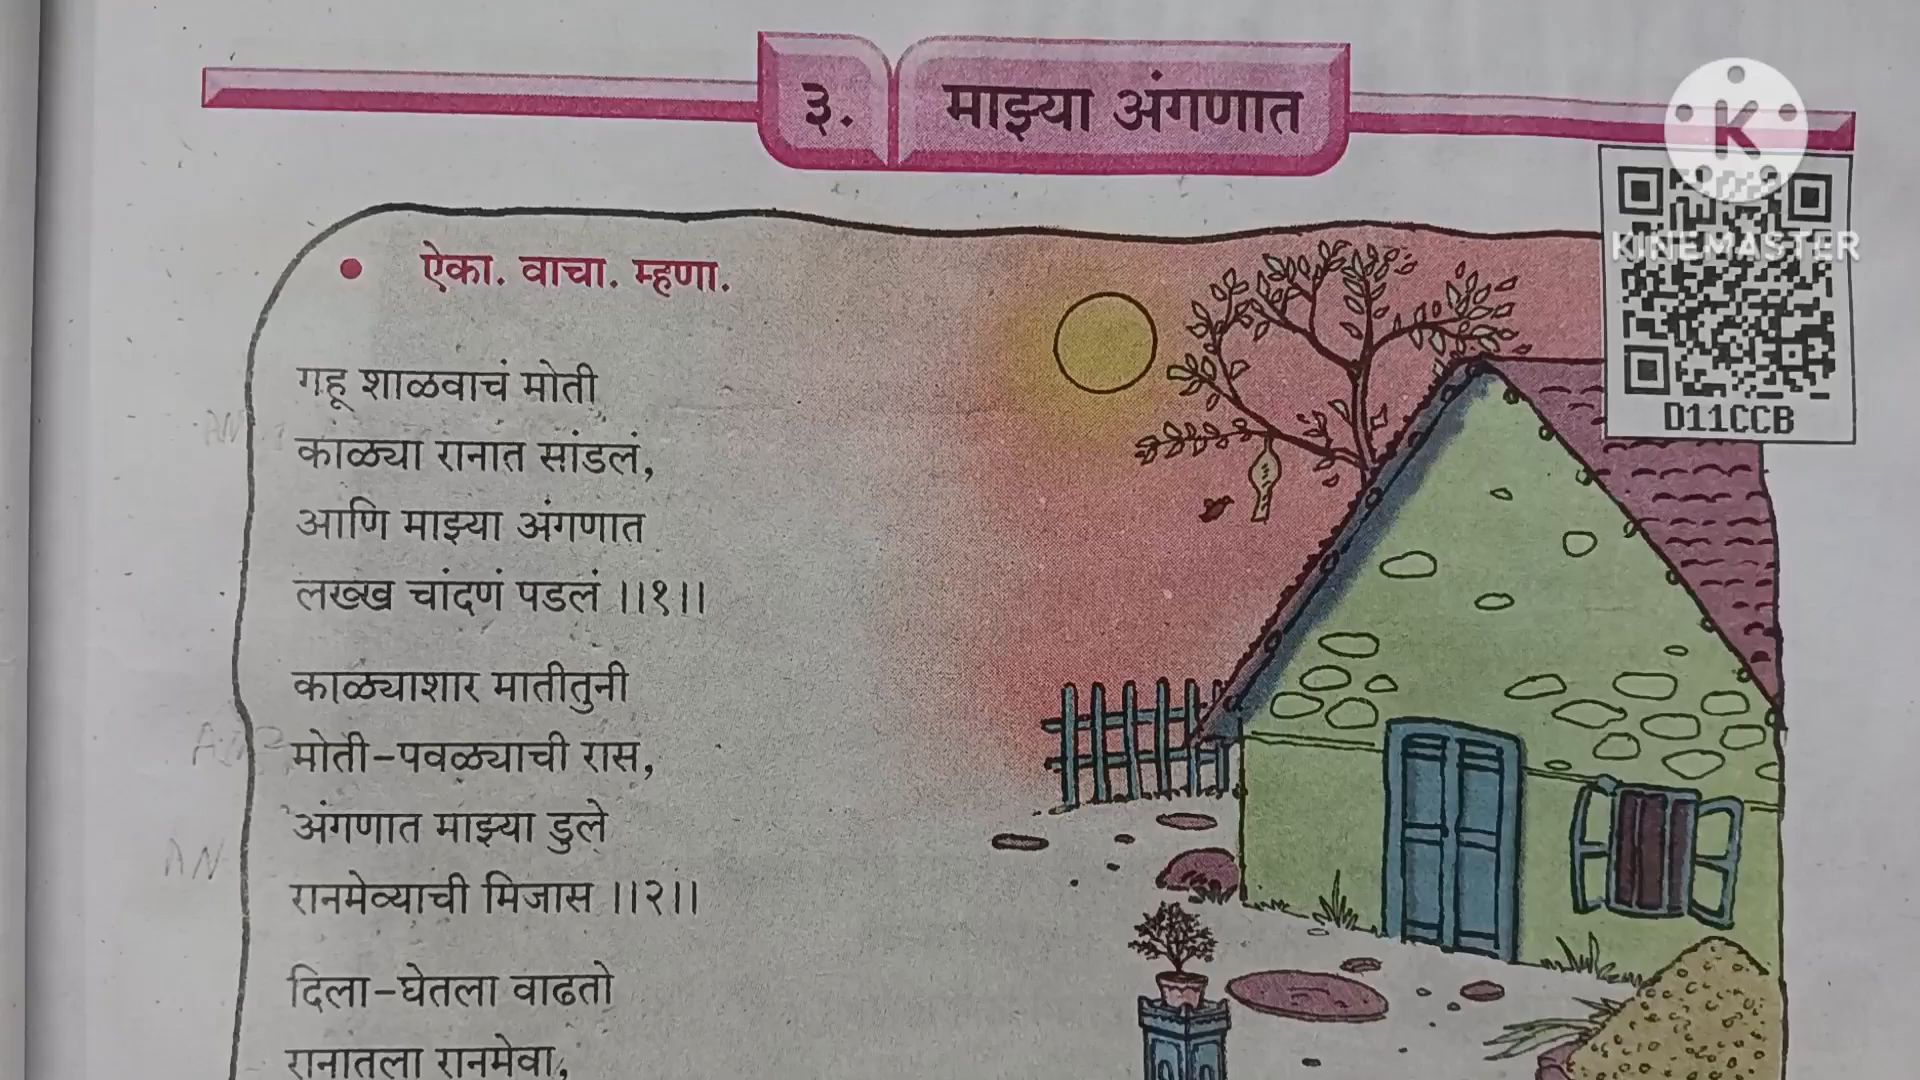 ३. माझ्या अंगणात
K
KINEMASTER
D11CCB
ऐका. वाचा. म्हणा.
गहू शाळवाचं मोती
काळ्या रानात सांडलं,
आणि माझ्या अंगणात
लख्ख चांदणं पडलं ।।१।।
काळ्याशार मातीतुनी
मोती-पवळ्याची रास,
अंगणात माझ्या डुले
रानमेव्याची मिजास ।।२।।
दिला-घेतला वाढतो
रानातला रानमेवा,